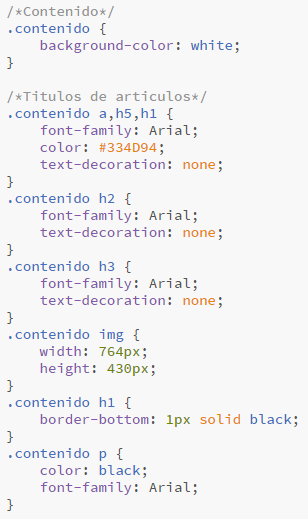 /*Contenido*/
.contenido {
    background-color: white;
}

/*Titulos de articulos*/
.contenido a,h5,h1 {
    font-family: Arial;
    color: #334D94;
    text-decoration: none;
}
.contenido h2 {
    font-family: Arial;
    text-decoration: none;
}
.contenido h3 {
    font-family: Arial;
    text-decoration: none;
}
.contenido img {
    width: 764px;
    height: 430px;
}
.contenido h1 {
    border-bottom: 1px solid black;
}
.contenido p {
    color: black;
    font-family: Arial;
}